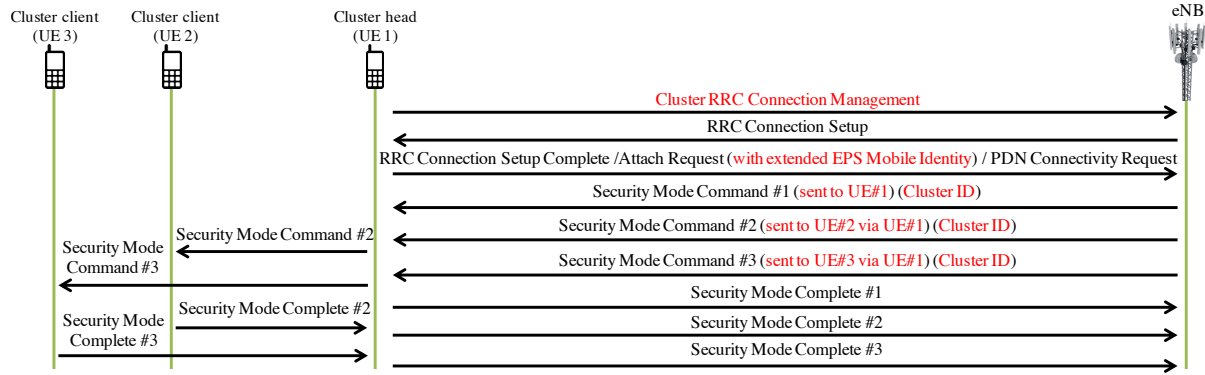 Cluster client
(UE 3)
Cluster client
(UE 2)
Cluster head
(UE 1)
eNB
Cluster RRC Connection Management
RRC Connection Setup
RRC Connection Setup Complete /Attach Request (with extended EPS Mobile Identity) / PDN Connectivity Request
Security Mode Command #1 (sent to UE#1) (Cluster ID)
Security Mode Command #2 (sent to UE#2 via UE#1) (Cluster ID)
Security Mode Command #2
Security Mode
Command #3
Security Mode Command #3 (sent to UE#3 via UE#1) (Cluster ID)
Security Mode Complete #1
Security Mode Complete #2
Security Mode
Complete #3
Security Mode Complete #2
Security Mode Complete #3